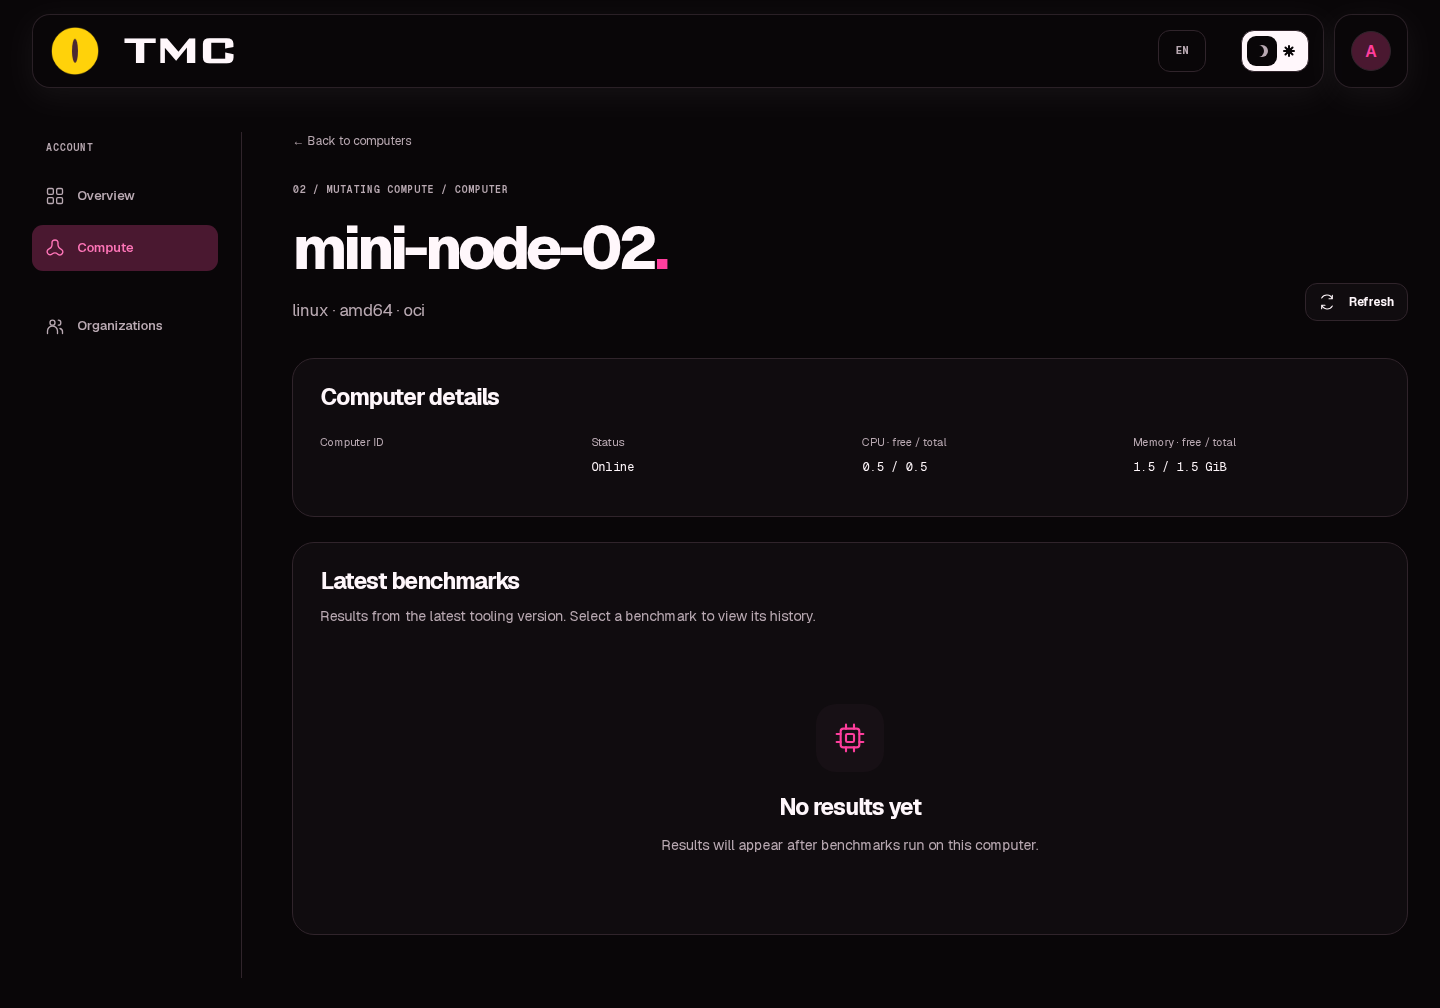 TMC
EN
A
ACCOUNT
Overview
Compute
Organizations
← Back to computers
02 / MUTATING COMPUTE / COMPUTER
mini-node-02.
linux · amd64 · oci
Refresh
Computer details
Computer ID
Status
Online
CPU · free / total
0.5 / 0.5
Memory · free / total
1.5 / 1.5 GiB
Latest benchmarks
Results from the latest tooling version. Select a benchmark to view its history.
No results yet
Results will appear after benchmarks run on this computer.